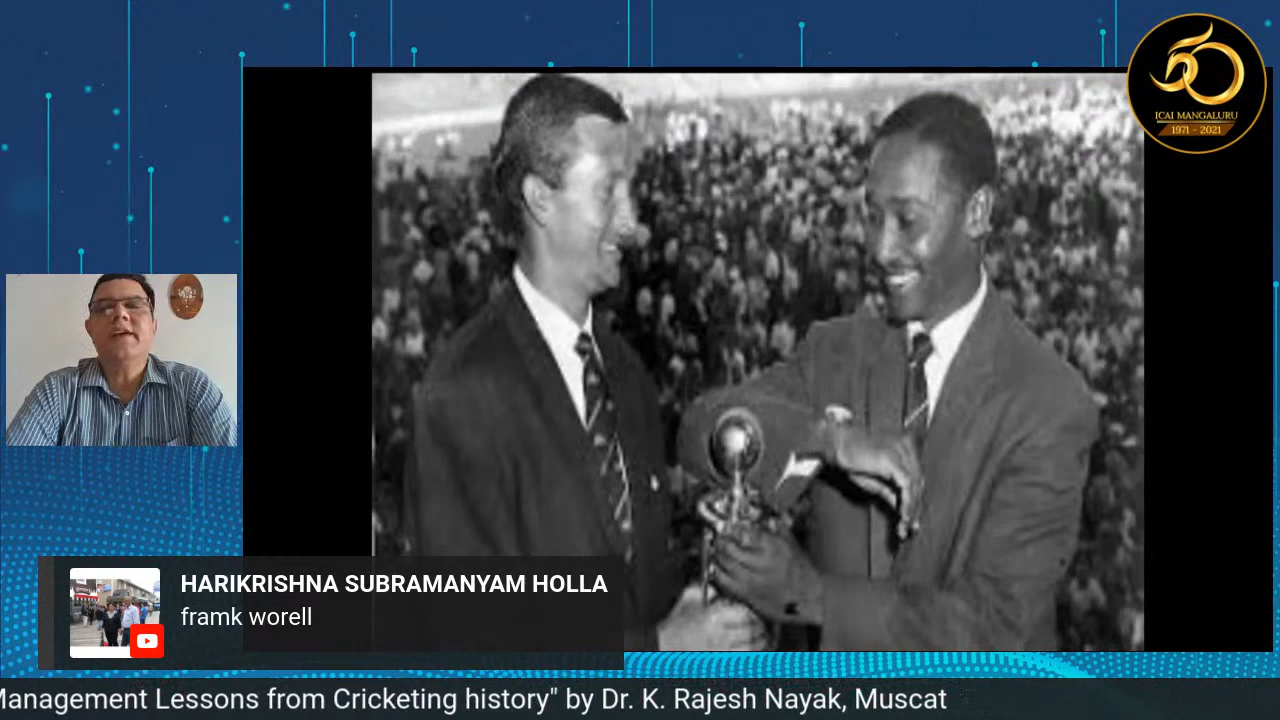 50
ICAI MANGALURU
1971 - 2021
HARIKRISHNA SUBRAMANYAM HOLLA
framk worell
Management Lessons from Cricketing history" by Dr. K. Rajesh Nayak, Muscat